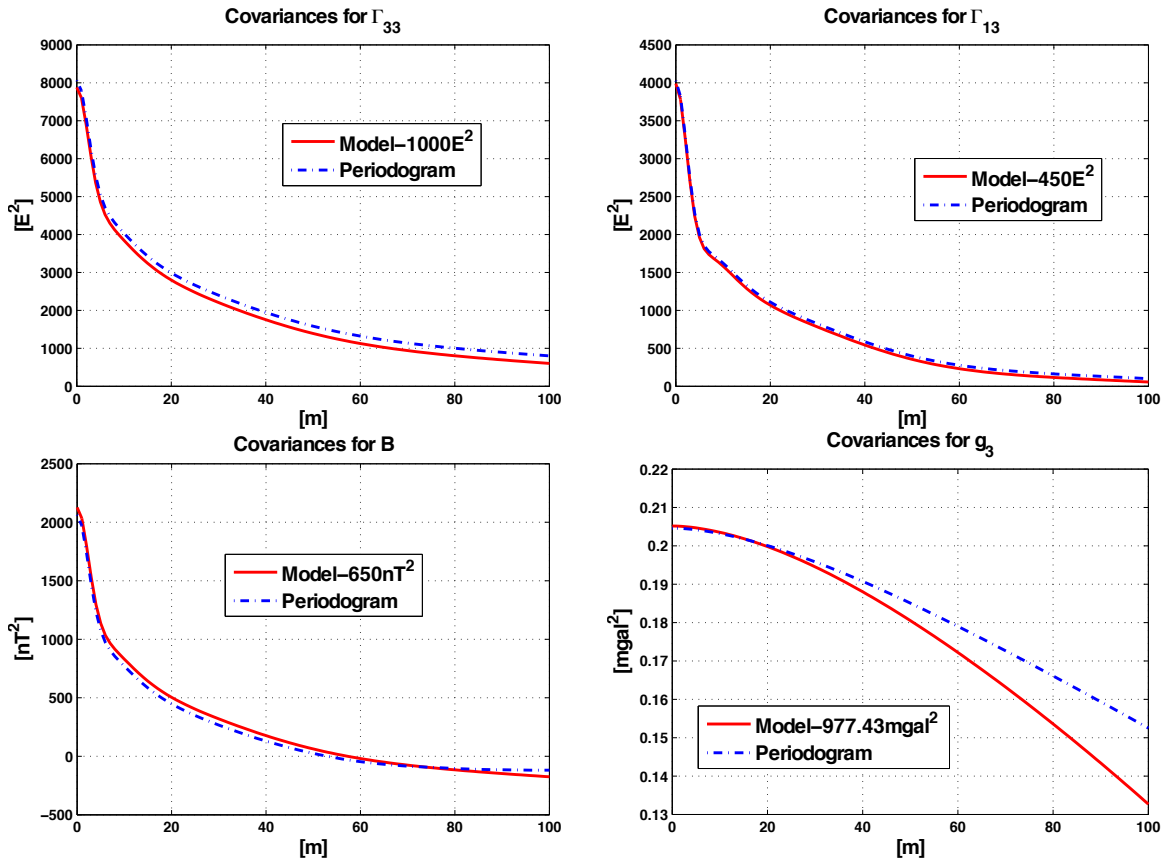 Covariances for Γ33
[E2]
9000
8000
7000
6000
5000
4000
3000
2000
1000
0
Model−1000E2
Periodogram
0 20 40 60 80 100
[m]
Covariances for Γ13
[E2]
4500
4000
3500
3000
2500
2000
1500
1000
500
0
Model−450E2
Periodogram
0 20 40 60 80 100
[m]
Covariances for B
[nT2]
2500
2000
1500
1000
500
0
−500
Model−650nT2
Periodogram
0 20 40 60 80 100
[m]
Covariances for g3
[mgal2]
0.22
0.21
0.2
0.19
0.18
0.17
0.16
0.15
0.14
0.13
Model−977.43mgal2
Periodogram
0 20 40 60 80 100
[m]